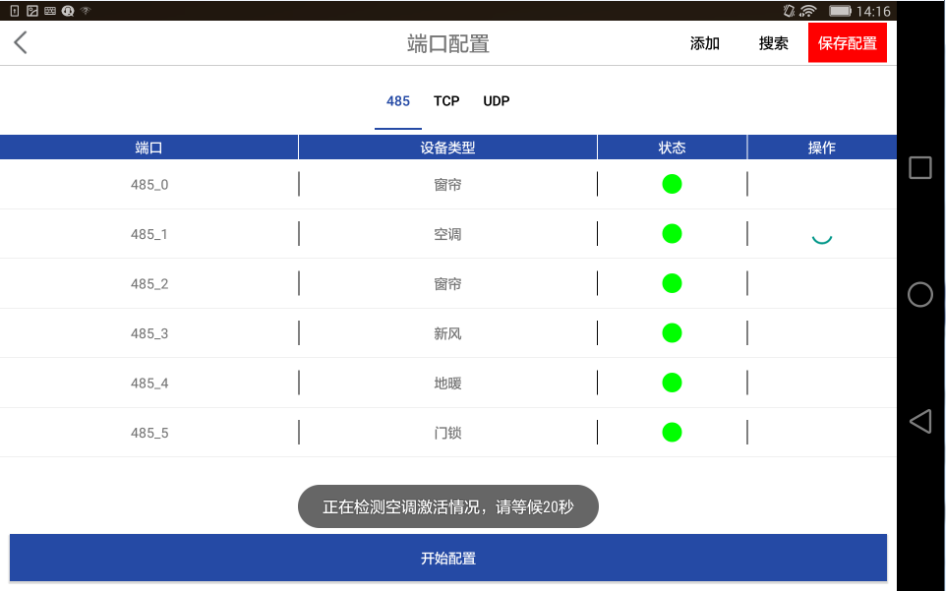 14:16
端口配置 添加 搜索 保存配置
485 TCP UDP
端口 设备类型 状态 操作
485_0 窗帘
485_1 空调
485_2 窗帘
485_3 新风
485_4 地暖
485_5 门锁
正在检测空调激活情况，请等候20秒
开始配置